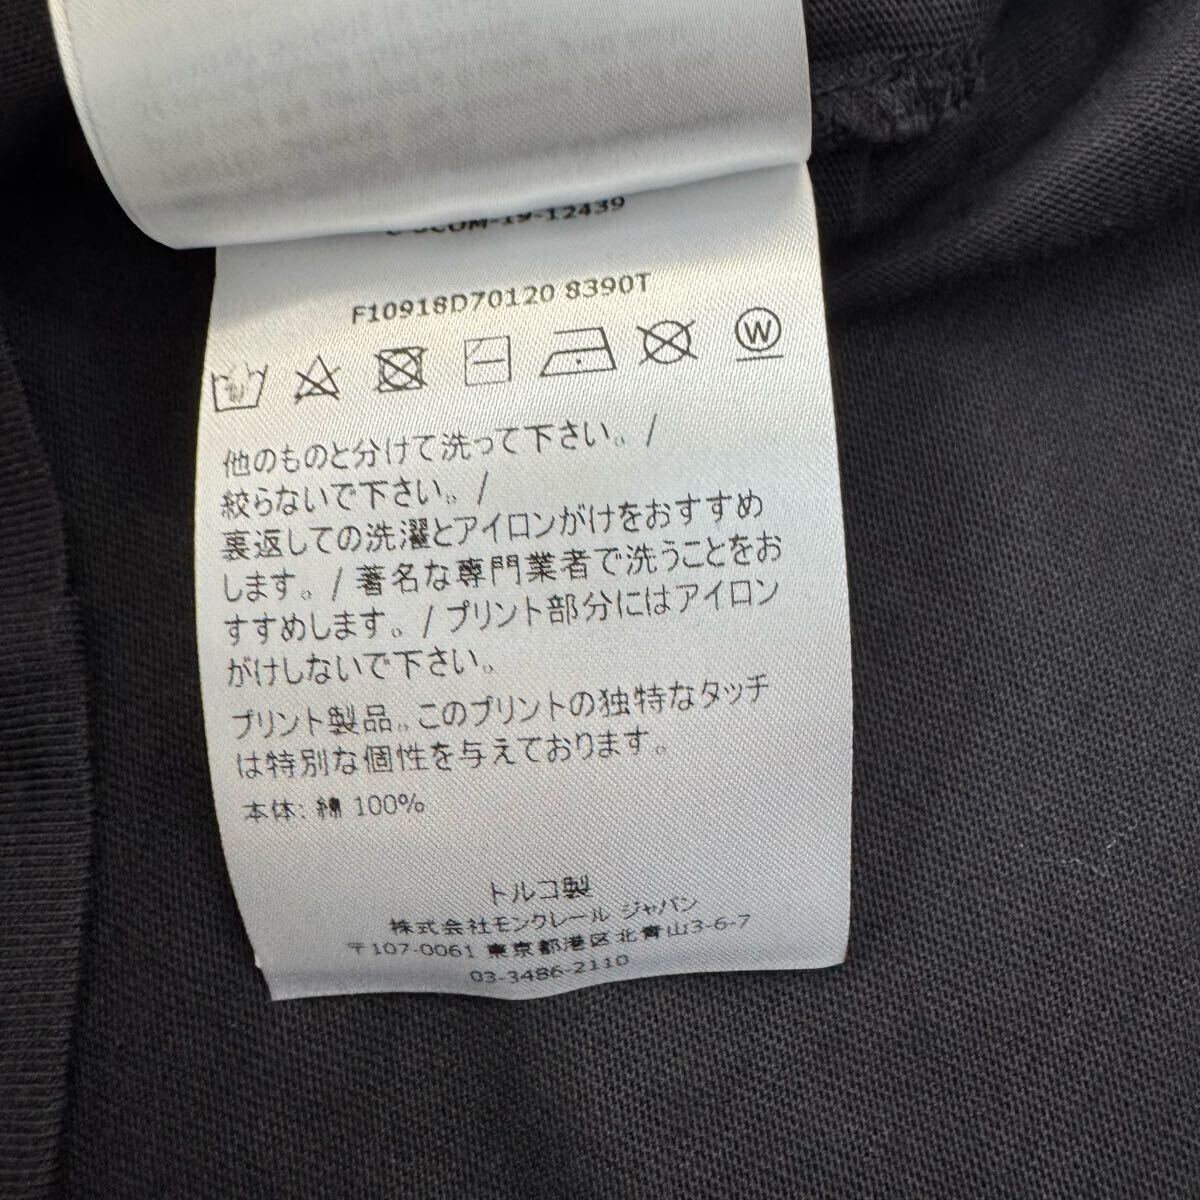 F10918D70120 8390T
W
他のものと分けて洗って下さい。/
絞らないで下さい。/
裏返しての洗濯とアイロンがけをおすすめ
します。/ 著名な専門業者で洗うことをお
すすめします。/ プリント部分にはアイロン
がけしないで下さい。
プリント製品。このプリントの独特なタッチ
は特別な個性を与えております。
本体: 綿 100%
トルコ製
株式会社モンクレール ジャパン
〒107-0061 東京都港区北青山3-6-7
03-3486-2110